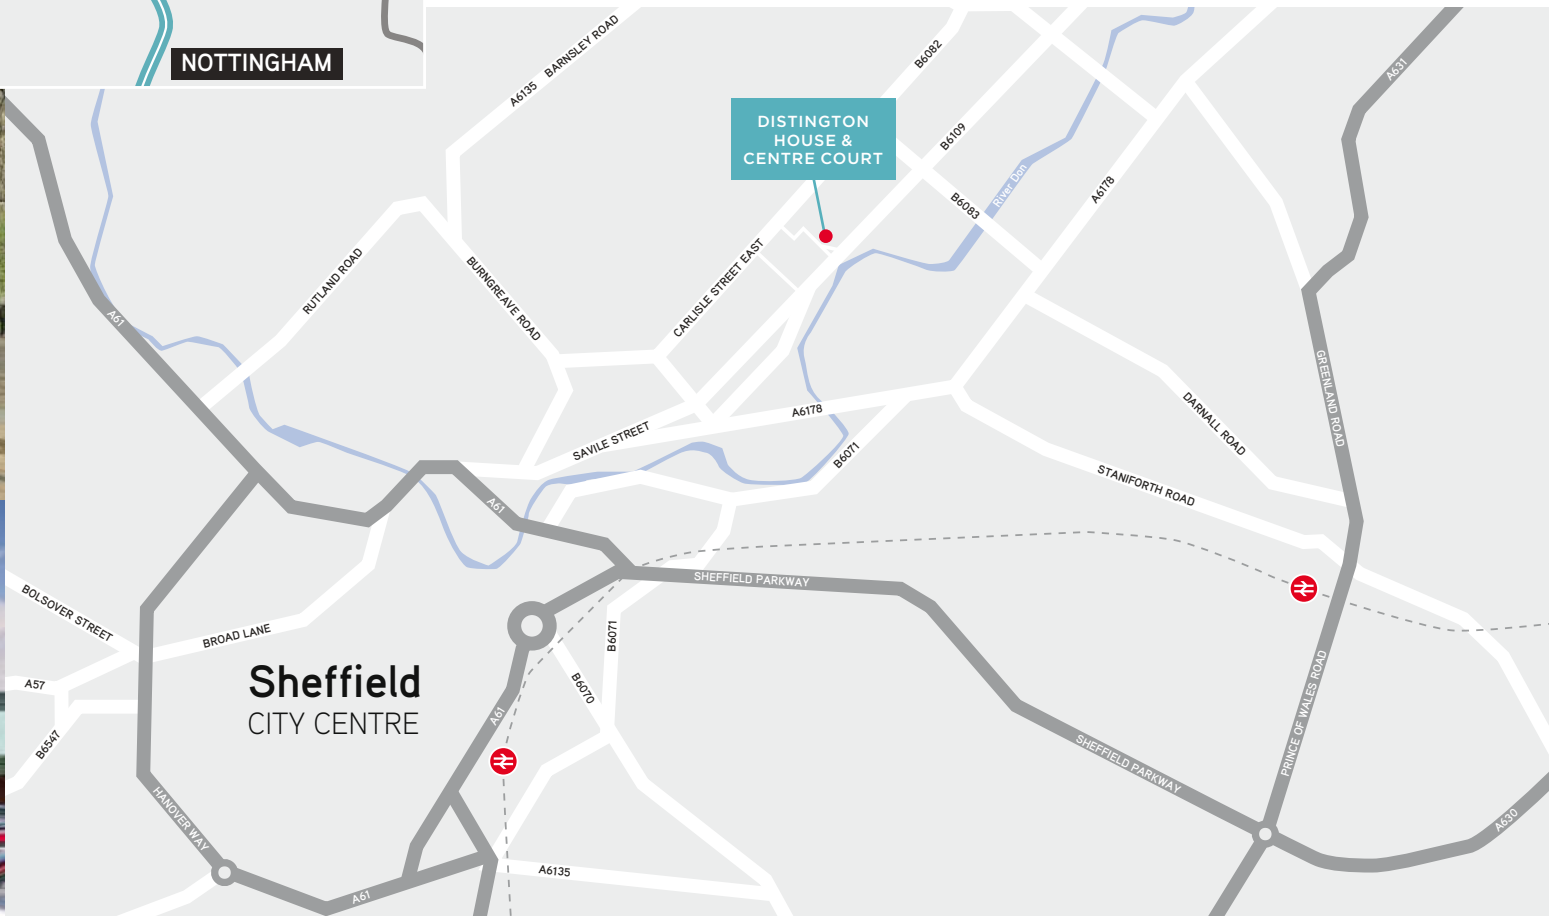 NOTTINGHAM
A6135
BARNSLEY ROAD
B6082
A631
DISTINGTON
HOUSE &
CENTRE COURT
B6109
River Don
A6178
B6083
RUTLAND ROAD
BURNGREAVE ROAD
CARLISLE STREET EAST
A61
GREENLAND ROAD
A6178
DARNALL ROAD
SAVILE STREET
B6071
STANIFORTH ROAD
A61
SHEFFIELD PARKWAY
BOLSOVER STREET
BROAD LANE
B6071
Sheffield
CITY CENTRE
A57
B6070
A61
B6547
PRINCE OF WALES ROAD
SHEFFIELD PARKWAY
HANOVER WAY
A630
A6135
A61